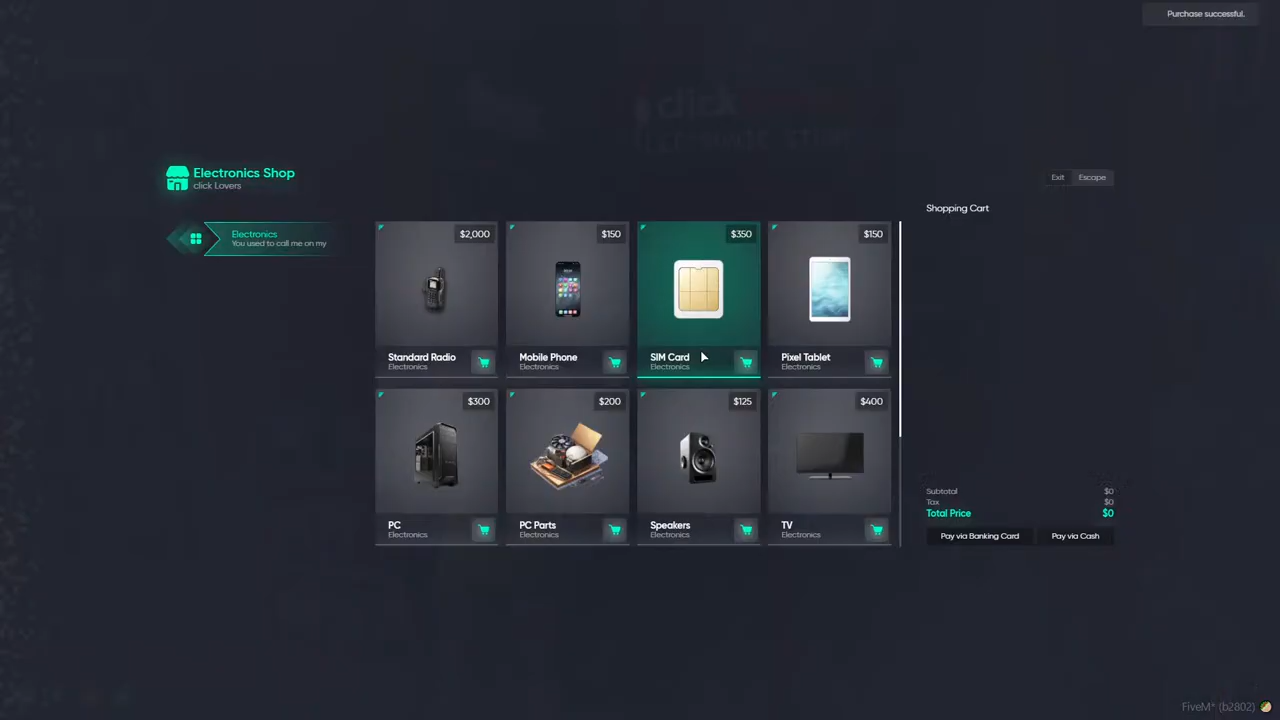 Purchase successful.
click
Electronics Shop
click Lovers
Exit
Escape
Shopping Cart
Electronics
You used to call me on my
$2,000
$150
$350
$150
Standard Radio
Electronics
Mobile Phone
Electronics
SIM Card
Electronics
Pixel Tablet
Electronics
$300
$200
$125
$400
PC
Electronics
PC Parts
Electronics
Speakers
Electronics
TV
Electronics
Subtotal
$0
Tax
$0
Total Price
$0
Pay via Banking Card
Pay via Cash
FiveM* (b2802)